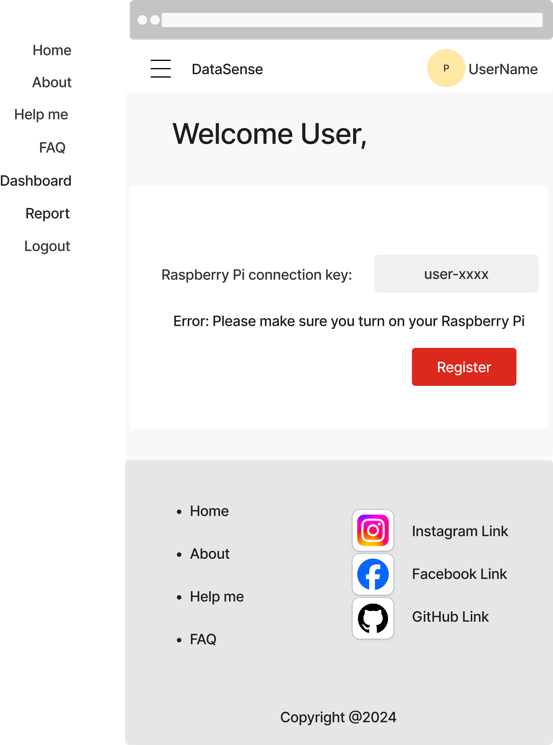 Home
About
Help me
FAQ
Dashboard
Report
Logout
DataSense
P
UserName
Welcome User,
Raspberry Pi connection key:
user-xxxx
Error: Please make sure you turn on your Raspberry Pi
Register
Home
About
Help me
FAQ
Instagram Link
Facebook Link
GitHub Link
Copyright @2024